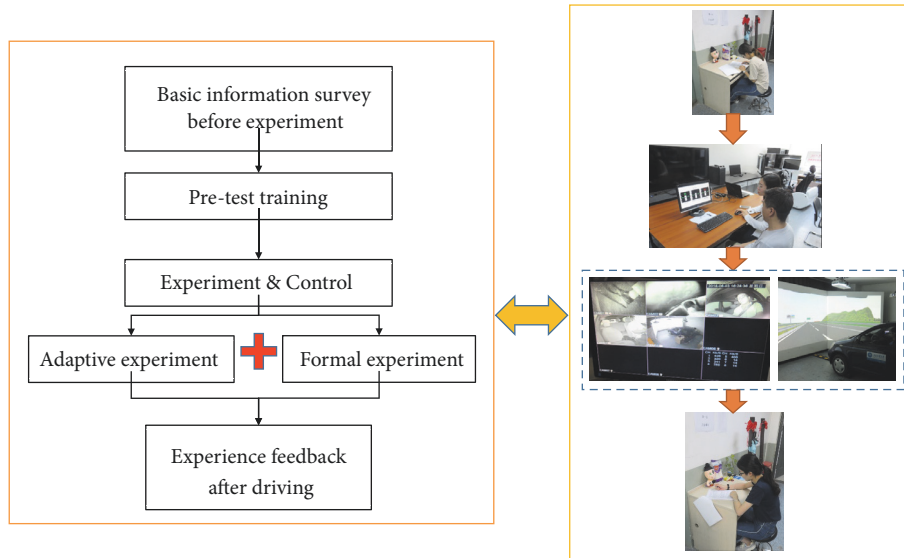 Basic information survey
before experiment
Pre-test training
Experiment & Control
Adaptive experiment
Formal experiment
Experience feedback
after driving